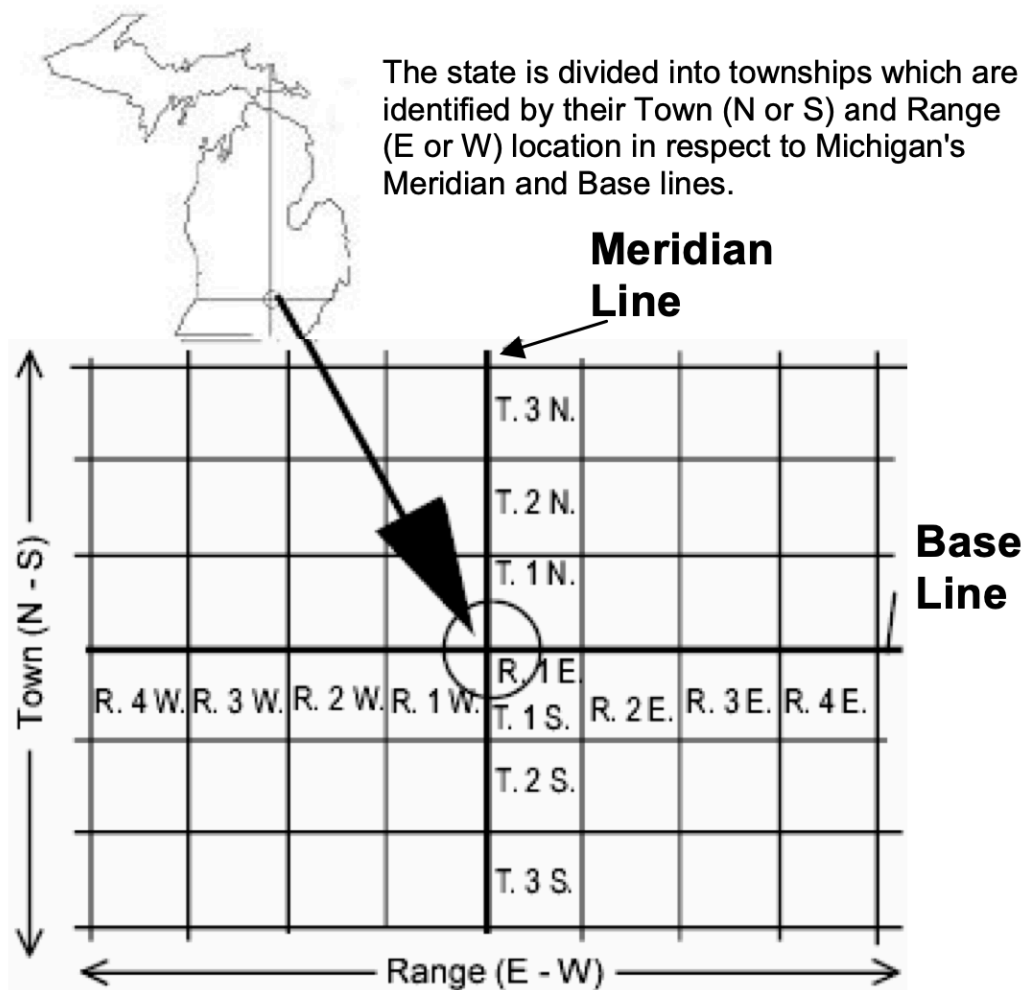 The state is divided into townships which are
identified by their Town (N or S) and Range
(E or W) location in respect to Michigan's
Meridian and Base lines.
Meridian
Line
T. 3 N.
T. 2 N.
T. 1 N.
Base
Line
Town (N - S)
R. 1 E.
R. 4 W. R. 3 W. R. 2 W. R. 1 W. T. 1 S. R. 2 E. R. 3 E. R. 4 E.
T. 2 S.
T. 3 S.
Range (E - W)